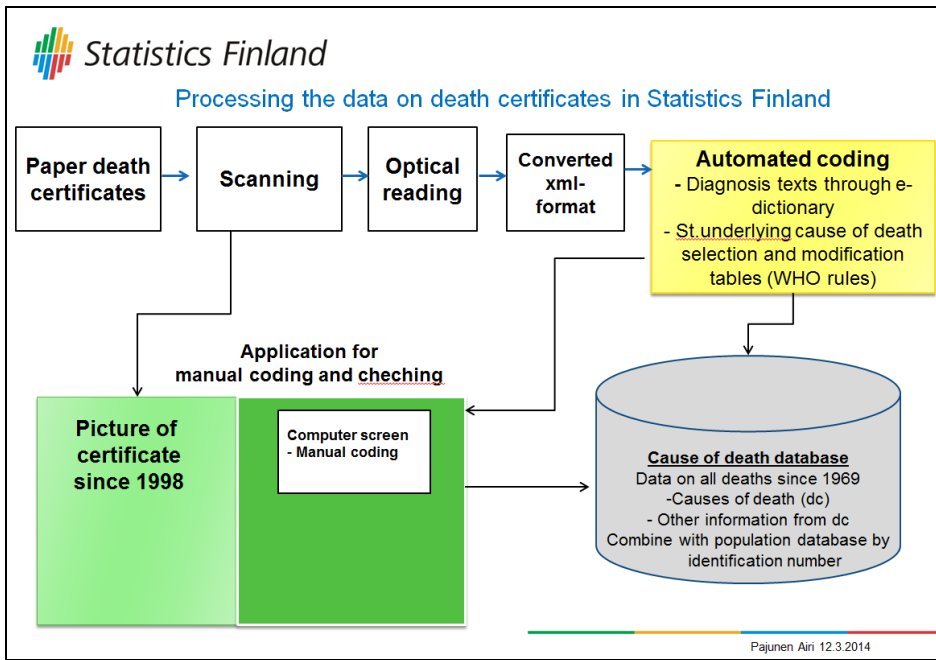 Statistics Finland
Processing the data on death certificates in Statistics Finland
Paper death
certificates
Scanning
Optical
reading
Converted
xml-
format
Automated coding
- Diagnosis texts through e-
dictionary
- St.underlying cause of death
selection and modification
tables (WHO rules)
Application for
manual coding and cheching
Picture of
certificate
since 1998
Computer screen
- Manual coding
Cause of death database
Data on all deaths since 1969
-Causes of death (dc)
- Other information from dc
Combine with population database by
identification number
Pajunen Airi 12.3.2014